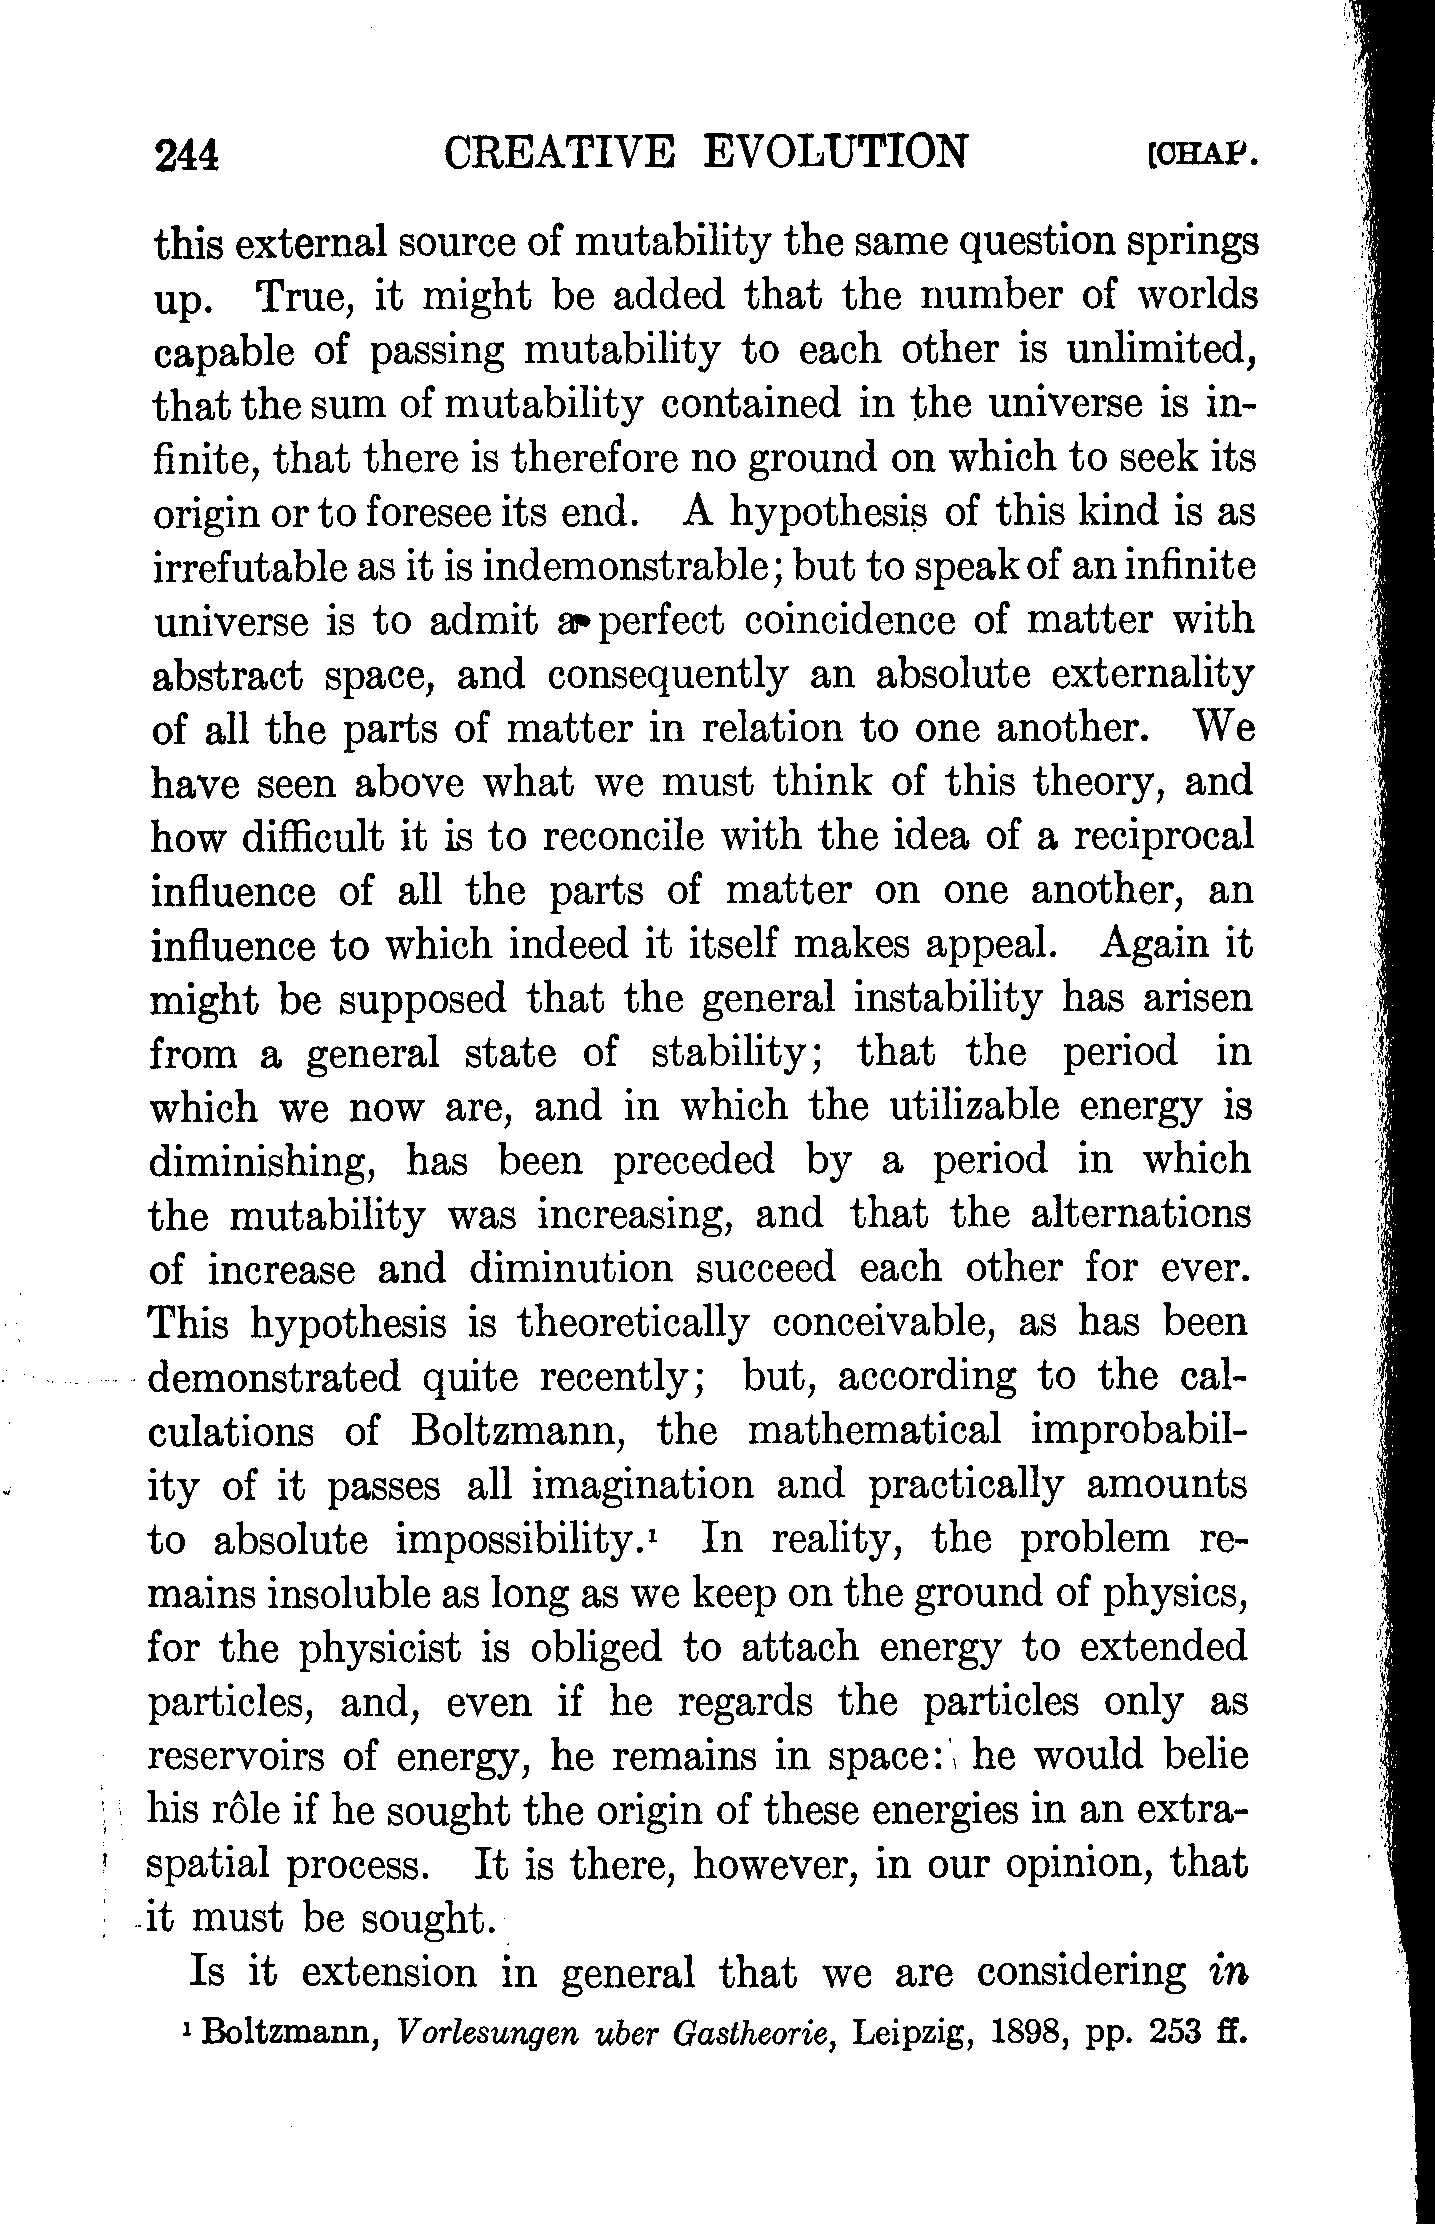 244 CREATIVE EVOLUTION [CHAP.
this external source of mutability the same question springs
up. True, it might be added that the number of worlds
capable of passing mutability to each other is unlimited,
that the sum of mutability contained in the universe is in-
finite, that there is therefore no ground on which to seek its
origin or to foresee its end. A hypothesis of this kind is as
irrefutable as it is indemonstrable; but to speak of an infinite
universe is to admit a perfect coincidence of matter with
abstract space, and consequently an absolute externality
of all the parts of matter in relation to one another. We
have seen above what we must think of this theory, and
how difficult it is to reconcile with the idea of a reciprocal
influence of all the parts of matter on one another, an
influence to which indeed it itself makes appeal. Again it
might be supposed that the general instability has arisen
from a general state of stability; that the period in
which we now are, and in which the utilizable energy is
diminishing, has been preceded by a period in which
the mutability was increasing, and that the alternations
of increase and diminution succeed each other for ever.
This hypothesis is theoretically conceivable, as has been
demonstrated quite recently; but, according to the cal-
culations of Boltzmann, the mathematical improbabil-
ity of it passes all imagination and practically amounts
to absolute impossibility.¹ In reality, the problem re-
mains insoluble as long as we keep on the ground of physics,
for the physicist is obliged to attach energy to extended
particles, and, even if he regards the particles only as
reservoirs of energy, he remains in space: he would belie
his rôle if he sought the origin of these energies in an extra-
spatial process. It is there, however, in our opinion, that
it must be sought.
Is it extension in general that we are considering in
¹ Boltzmann, Vorlesungen uber Gastheorie, Leipzig, 1898, pp. 253 ff.